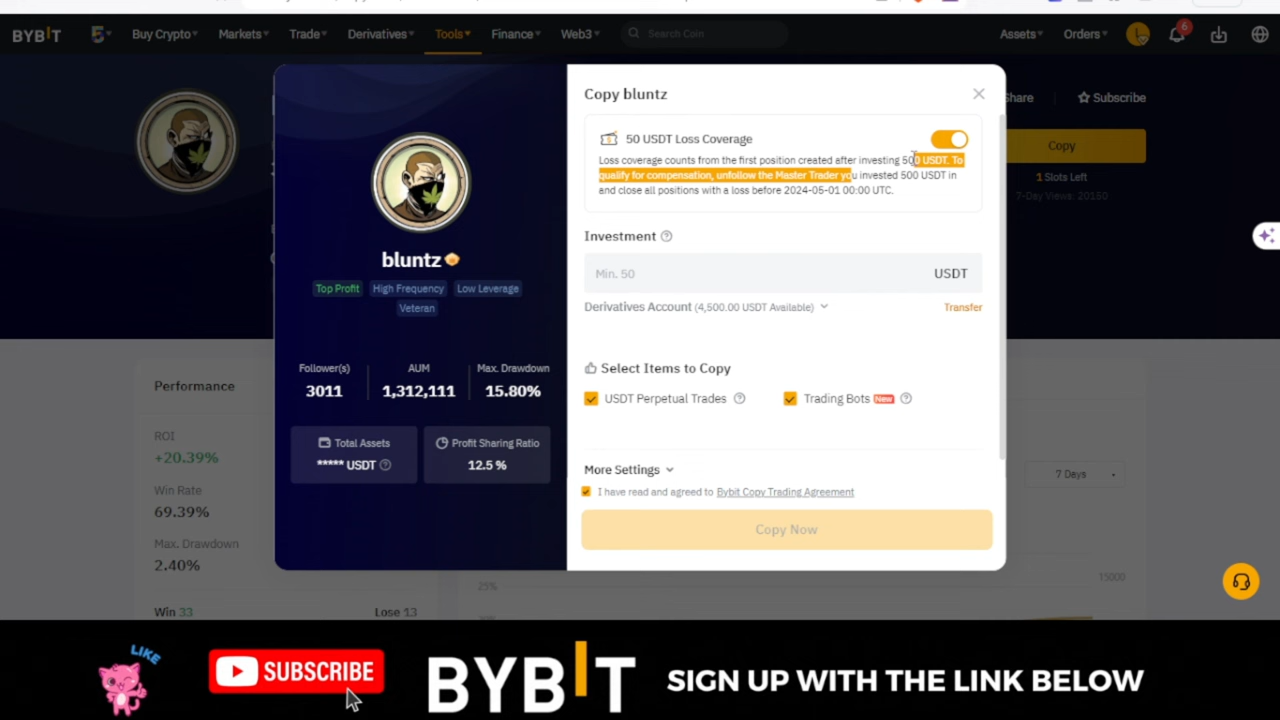 BYBIT
Buy Crypto Markets Trade Derivatives Tools Finance Web3 Search Coin Assets Orders 6
Share Subscribe
Copy
1 Slots Left
7-Day Views: 20150
bluntz
Top Profit High Frequency Low Leverage
Veteran
Follower(s) AUM Max. Drawdown
3011 1,312,111 15.80%
Total Assets Profit Sharing Ratio
***** USDT 12.5 %
Copy bluntz
50 USDT Loss Coverage
Loss coverage counts from the first position created after investing 500 USDT. To
qualify for compensation, unfollow the Master Trader you invested 500 USDT in
and close all positions with a loss before 2024-05-01 00:00 UTC.
Investment
Min. 50 USDT
Derivatives Account (4,500.00 USDT Available) Transfer
Select Items to Copy
USDT Perpetual Trades Trading Bots New
More Settings
I have read and agreed to Bybit Copy Trading Agreement
Copy Now
Performance
ROI
+20.39%
Win Rate
69.39%
Max. Drawdown
2.40%
Win 33 Lose 13
7 Days
25%
15000
LIKE
SUBSCRIBE
BYBIT
SIGN UP WITH THE LINK BELOW